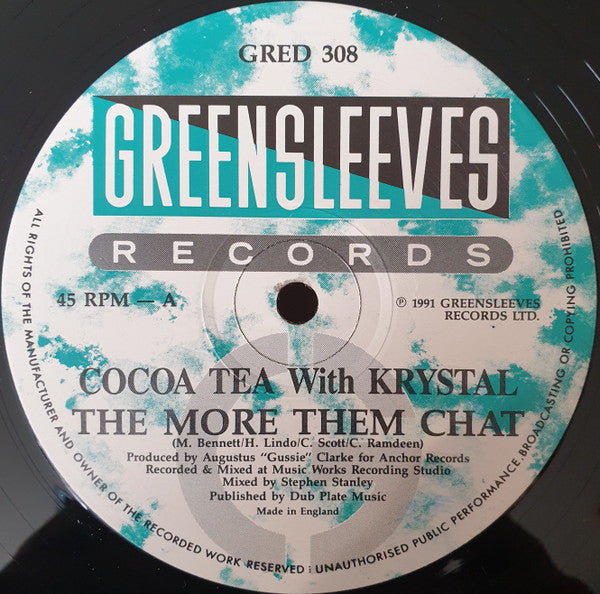 GRED 308
GREENSLEEVES
RECORDS
45 RPM — A
℗ 1991 GREENSLEEVES
RECORDS LTD.
COCOA TEA With KRYSTAL
THE MORE THEM CHAT
(M. Bennett/H. Lindo/C. Scott/C. Ramdeen)
Produced by Augustus "Gussie" Clarke for Anchor Records
Recorded & Mixed at Music Works Recording Studio
Mixed by Stephen Stanley
Published by Dub Plate Music
Made in England
ALL RIGHTS OF THE MANUFACTURER AND OWNER OF THE RECORDED WORK RESERVED : UNAUTHORISED PUBLIC PERFORMANCE.BROADCASTING OR COPYING PROHIBITED